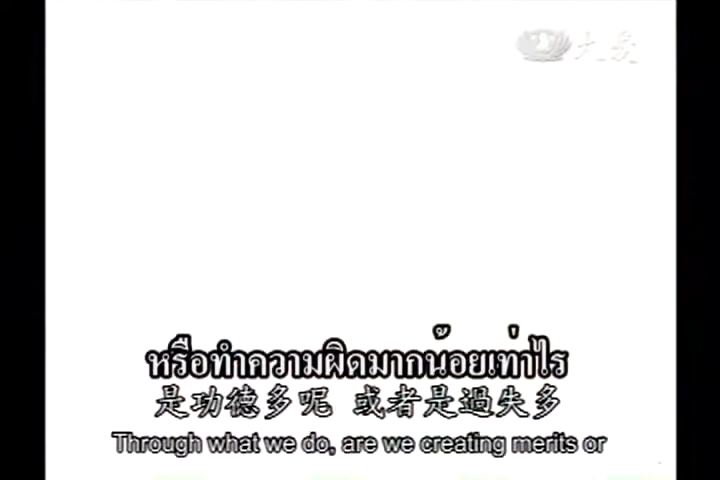 大愛
หรือทำความผิดมากน้อยเท่าไร
是功德多呢 或者是過失多
Through what we do, are we creating merits or